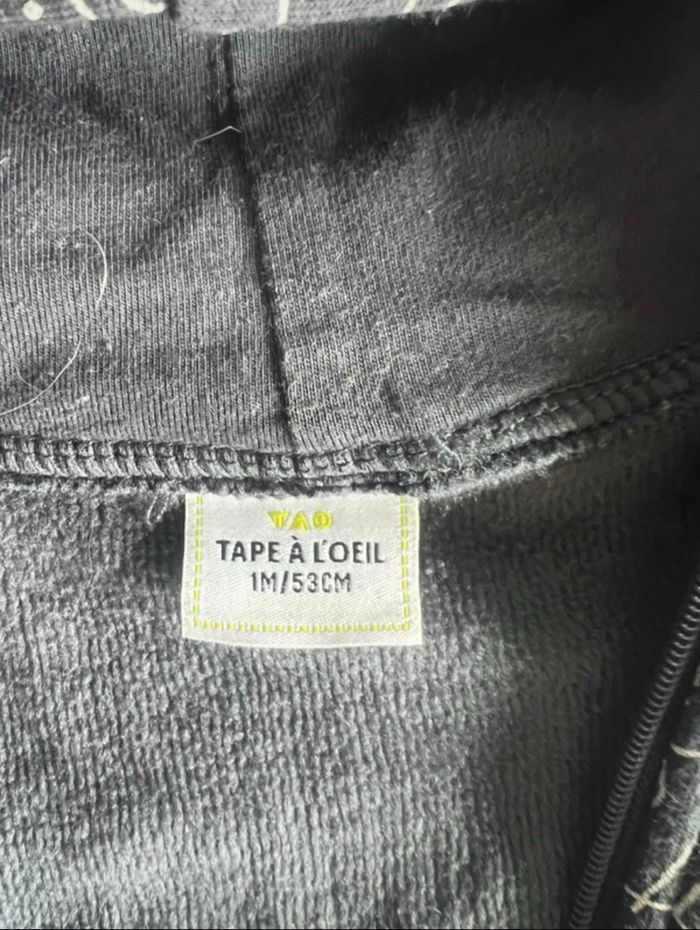 TAO
TAPE À L'OEIL
1M/53CM